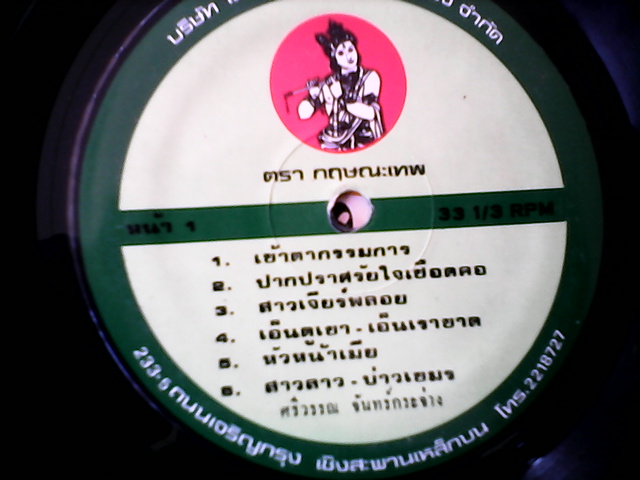 บริษัท
จำกัด
ตรา กฤษณะเทพ
หน้า 1
33 1/3 RPM
1. เข้าตากรรมการ
2. ปากปราศรัยใจเชือดคอ
3. สาวเจียร์พลอย
4. เอ็นดูเขา - เอ็นเราขาด
5. หัวหน้าเมีย
6. สาวลาว - บ่าวเขมร
ศรีวรรณ จันทร์กระจ่าง
233-5 ถนนเจริญกรุง เชิงสะพานเหล็กบน โทร.2218727